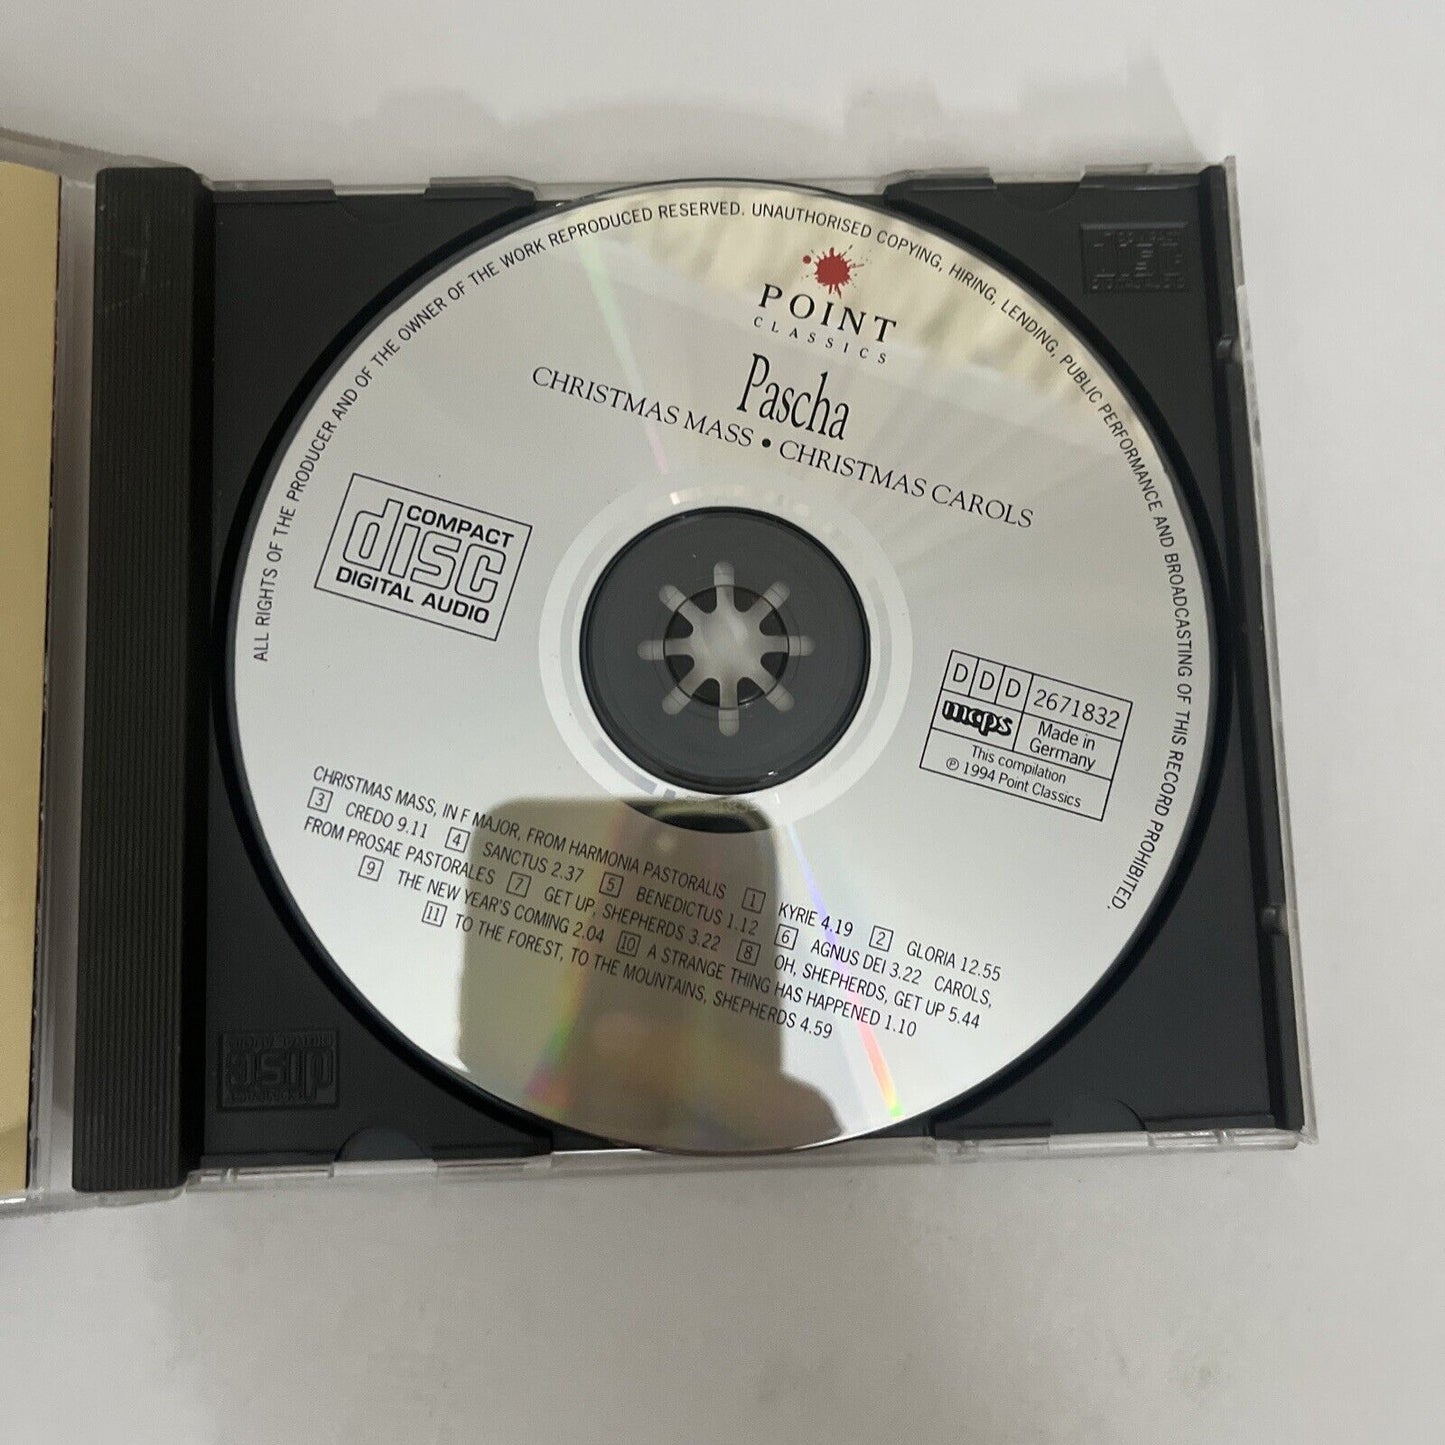 ALL RIGHTS OF THE PRODUCER AND OF THE OWNER OF THE WORK REPRODUCED RESERVED. UNAUTHORISED COPYING, HIRING, LENDING, PUBLIC PERFORMANCE AND BROADCASTING OF THIS RECORD PROHIBITED.
POINT
CLASSICS
Pascha
CHRISTMAS MASS • CHRISTMAS CAROLS
COMPACT
disc
DIGITAL AUDIO
DDD 2671832
mcps
Made in
Germany
This compilation
℗ 1994 Point Classics
CHRISTMAS MASS, IN F MAJOR, FROM HARMONIA PASTORALIS 1 KYRIE 4.19 2 GLORIA 12.55
3 CREDO 9.11 4 SANCTUS 2.37 5 BENEDICTUS 1.12 6 AGNUS DEI 3.22 CAROLS,
FROM PROSAE PASTORALES 7 GET UP, SHEPHERDS 3.22 8 OH, SHEPHERDS, GET UP 5.44
9 THE NEW YEAR'S COMING 2.04 10 A STRANGE THING HAS HAPPENED 1.10
11 TO THE FOREST, TO THE MOUNTAINS, SHEPHERDS 4.59
COMPACT
disc
DIGITAL AUDIO